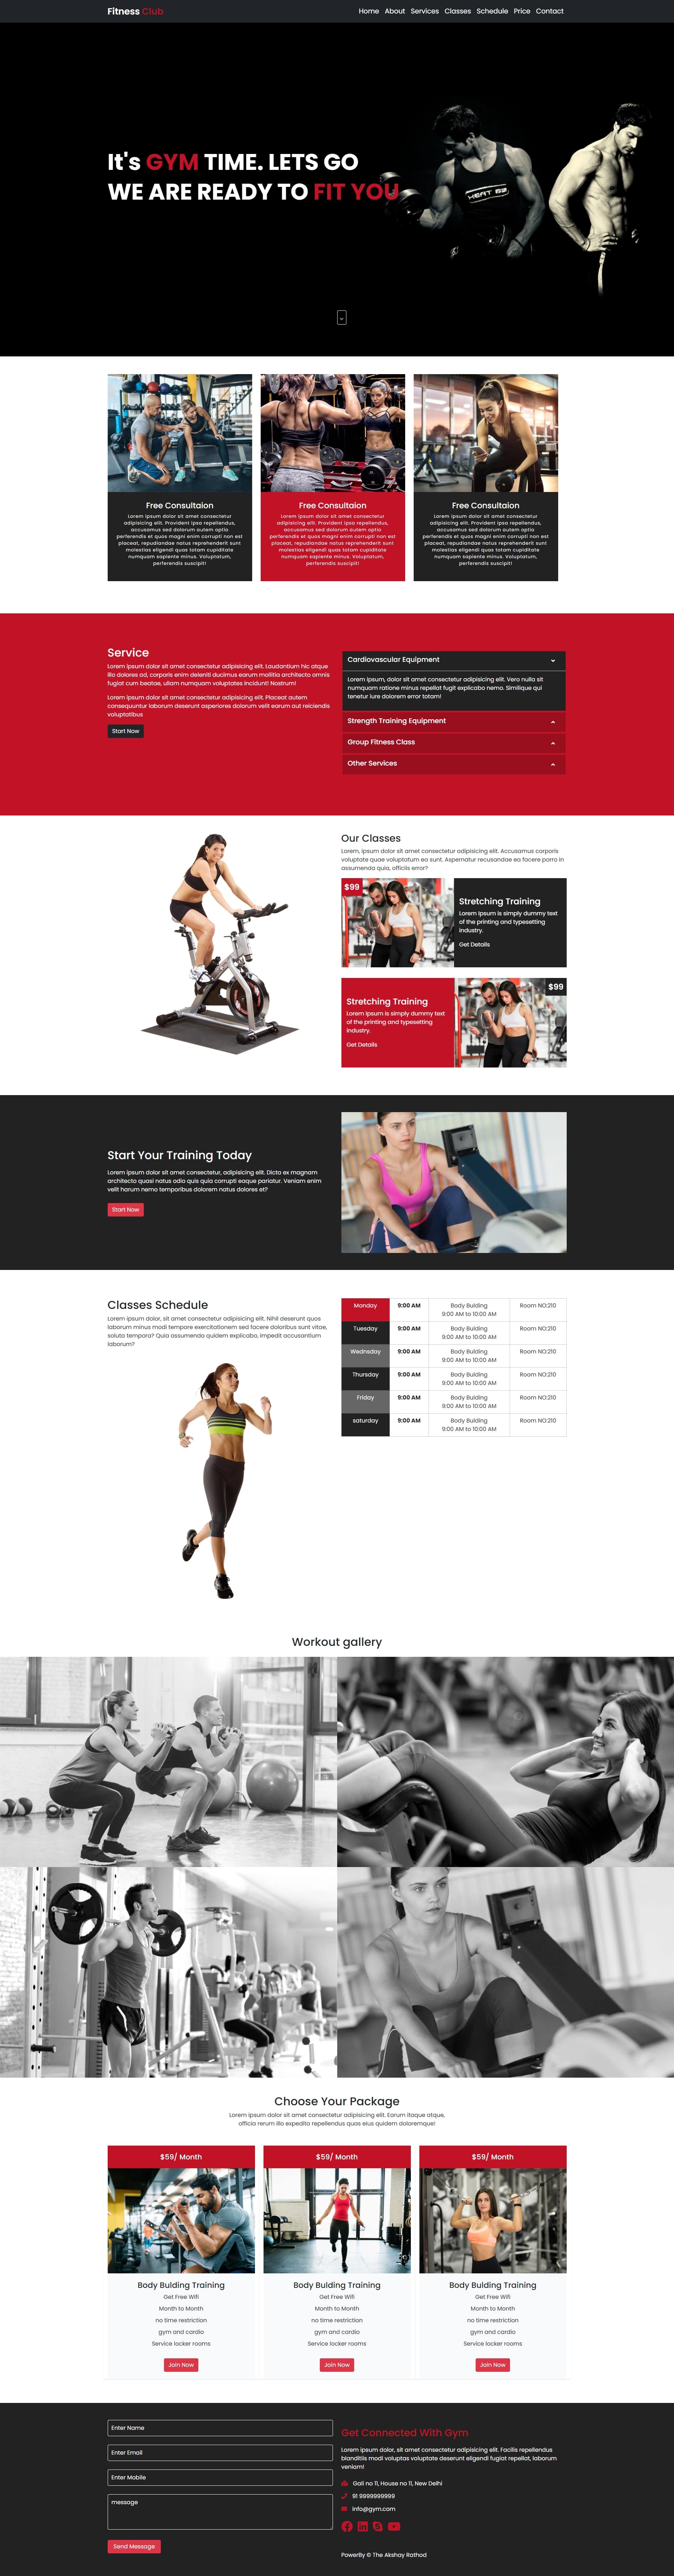 Fitness Club
Home About Services Classes Schedule Price Contact
It's GYM TIME. LETS GO
WE ARE READY TO FIT YOU
Free Consultaion
Lorem ipsum dolor sit amet consectetur
adipisicing elit. Provident ipsa repellendus,
accusamus sed dolorum autem optio
perferendis et quos magni enim corrupti non est
placeat, repudiandae natus reprehenderit sunt
molestias eligendi quas totam cupiditate
numquam sapiente minus. Voluptatum,
perferendis suscipit!
Free Consultaion
Lorem ipsum dolor sit amet consectetur
adipisicing elit. Provident ipsa repellendus,
accusamus sed dolorum autem optio
perferendis et quos magni enim corrupti non est
placeat, repudiandae natus reprehenderit sunt
molestias eligendi quas totam cupiditate
numquam sapiente minus. Voluptatum,
perferendis suscipit!
Free Consultaion
Lorem ipsum dolor sit amet consectetur
adipisicing elit. Provident ipsa repellendus,
accusamus sed dolorum autem optio
perferendis et quos magni enim corrupti non est
placeat, repudiandae natus reprehenderit sunt
molestias eligendi quas totam cupiditate
numquam sapiente minus. Voluptatum,
perferendis suscipit!
Service
Lorem ipsum dolor sit amet consectetur adipisicing elit. Laudantium hic atque
illo dolores ad, corporis enim deleniti ducimus earum mollitia architecto omnis
fugiat cum beatae, ullam numquam voluptates incidunt! Nostrum!
Lorem ipsum dolor sit amet consectetur adipisicing elit. Placeat autem
consequuntur laborum deserunt asperiores dolorum velit earum aut reiciendis
voluptatibus
Start Now
Cardiovascular Equipment
Lorem ipsum, dolor sit amet consectetur adipisicing elit. Vero nulla sit
numquam ratione minus repellat fugit explicabo nemo. Similique qui
tenetur iure dolorem error totam!
Strength Training Equipment
Group Fitness Class
Other Services
Our Classes
Lorem, ipsum dolor sit amet consectetur adipisicing elit. Accusamus corporis
voluptate quae voluptatum ea sunt. Aspernatur recusandae ea facere porro in
assumenda quia, officiis error?
$99
Stretching Training
Lorem Ipsum is simply dummy text
of the printing and typesetting
industry.
Get Details
Stretching Training
Lorem Ipsum is simply dummy text
of the printing and typesetting
industry.
Get Details
$99
Start Your Training Today
Lorem ipsum dolor sit amet consectetur, adipisicing elit. Dicta ex magnam
architecto quasi natus odio quis quia corrupti eaque pariatur. Veniam enim
velit harum nemo temporibus dolorem natus dolores et?
Start Now
Classes Schedule
Lorem ipsum dolor, sit amet consectetur adipisicing elit. Nihil deserunt quos
laborum minus modi tempore exercitationem sed facere doloribus sunt vitae,
soluta tempora? Quia assumenda quidem explicabo, impedit accusantium
laborum?
Monday 9:00 AM Body Bulding Room NO:210
9:00 AM to 10:00 AM
Tuesday 9:00 AM Body Bulding Room NO:210
9:00 AM to 10:00 AM
Wednsday 9:00 AM Body Bulding Room NO:210
9:00 AM to 10:00 AM
Thursday 9:00 AM Body Bulding Room NO:210
9:00 AM to 10:00 AM
Friday 9:00 AM Body Bulding Room NO:210
9:00 AM to 10:00 AM
saturday 9:00 AM Body Bulding Room NO:210
9:00 AM to 10:00 AM
Workout gallery
Choose Your Package
Lorem ipsum dolor sit amet consectetur adipisicing elit. Earum itaque atque,
officia rerum illo expedita repellendus quas eius quidem doloremque!
$59/ Month
Body Bulding Training
Get Free Wifi
Month to Month
no time restriction
gym and cardio
Service locker rooms
Join Now
$59/ Month
Body Bulding Training
Get Free Wifi
Month to Month
no time restriction
gym and cardio
Service locker rooms
Join Now
$59/ Month
Body Bulding Training
Get Free Wifi
Month to Month
no time restriction
gym and cardio
Service locker rooms
Join Now
Enter Name
Enter Email
Enter Mobile
message
Send Message
Get Connected With Gym
Lorem ipsum dolor, sit amet consectetur adipisicing elit. Facilis repellendus
blanditiis modi voluptas voluptate deserunt eligendi fugiat repellat, laborum
veniam!
Gali no 11, House no 11, New Delhi
91 9999999999
info@gym.com
PowerBy © The Akshay Rathod